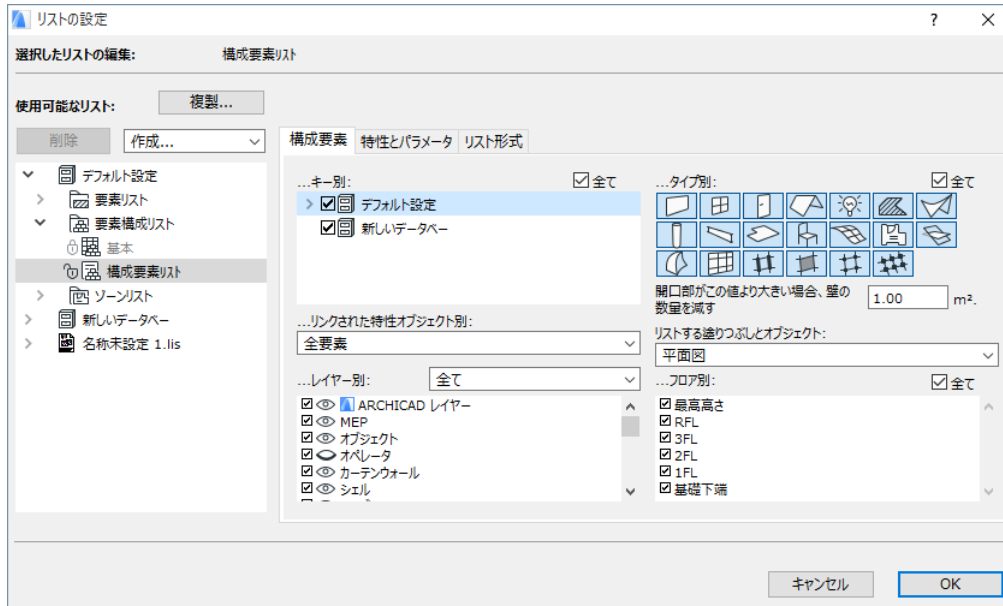 リストの設定
?
選択したリストの編集: 構成要素リスト
使用可能なリスト: 複製...
削除 作成...
デフォルト設定
要素リスト
要素構成リスト
基本
構成要素リスト
ゾーンリスト
新しいデータベー
名称未設定 1.lis
構成要素 特性とパラメータ リスト形式
...キー別: 全て
デフォルト設定
新しいデータベー
...リンクされた特性オブジェクト別:
全要素
...レイヤー別: 全て
ARCHICAD レイヤー
MEP
オブジェクト
オペレータ
カーテンウォール
シェル
...タイプ別: 全て
開口部がこの値より大きい場合、壁の
数量を減す
1.00 m².
リストする塗りつぶしとオブジェクト:
平面図
...フロア別: 全て
最高高さ
RFL
3FL
2FL
1FL
基礎下端
キャンセル OK